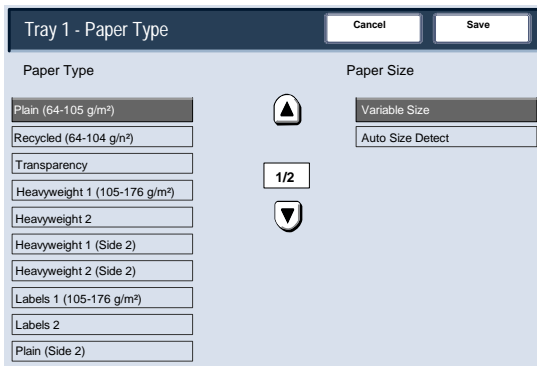 Tray 1 - Paper Type
Cancel
Save
Paper Type
Paper Size
Plain (64-105 g/m²)
Recycled (64-104 g/n²)
Transparency
Heavyweight 1 (105-176 g/m²)
Heavyweight 2
Heavyweight 1 (Side 2)
Heavyweight 2 (Side 2)
Labels 1 (105-176 g/m²)
Labels 2
Plain (Side 2)
1/2
Variable Size
Auto Size Detect